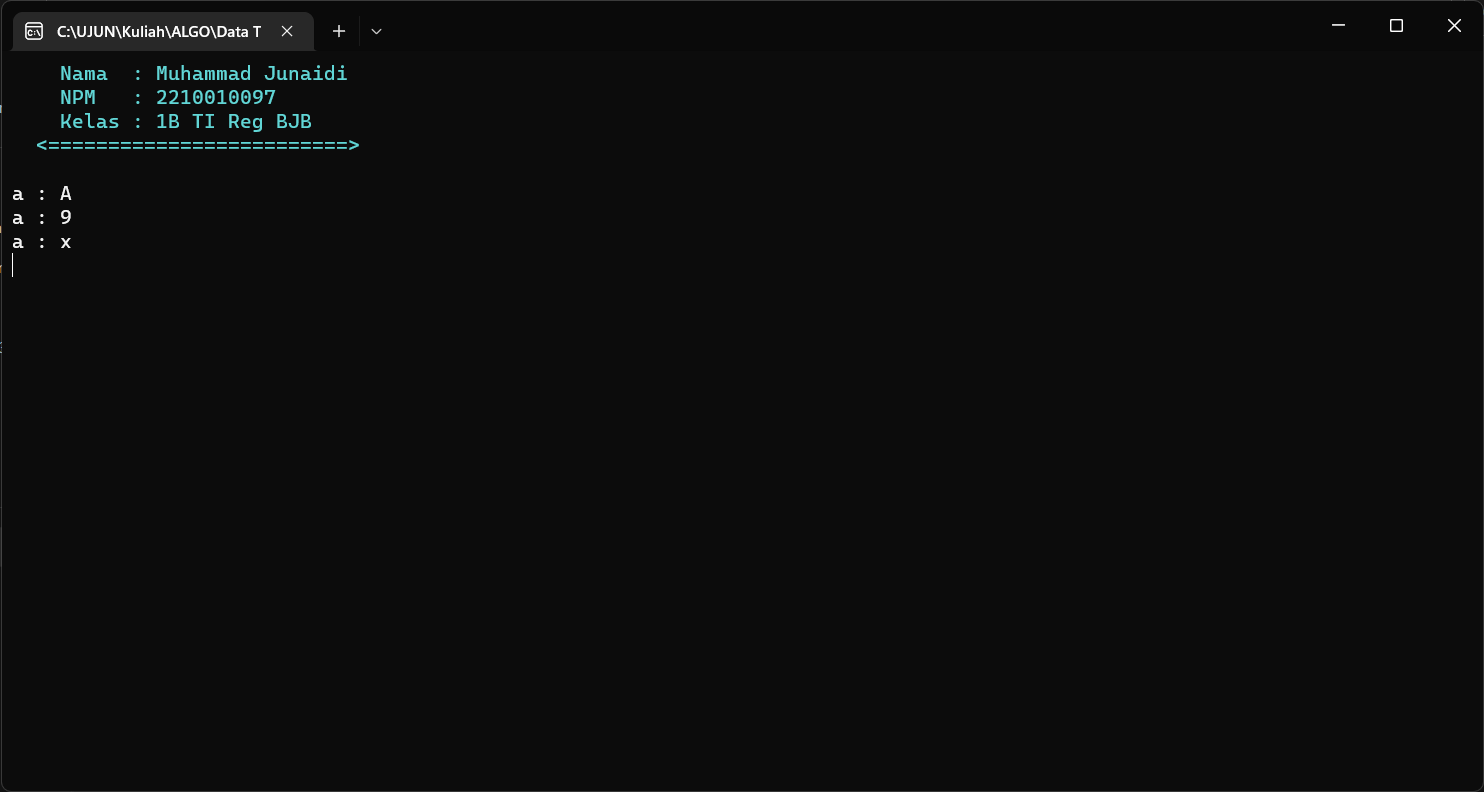 C:\UJUN\Kuliah\ALGO\Data T
Nama  : Muhammad Junaidi
NPM   : 2210010097
Kelas : 1B TI Reg BJB
<=========================>
a : A
a : 9
a : x